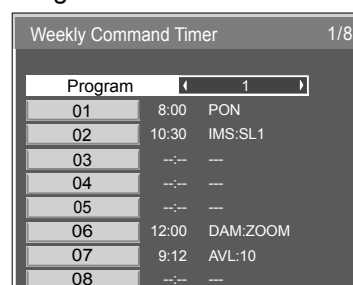 Weekly Command Timer 1/8
Program 1
01 8:00 PON
02 10:30 IMS:SL1
03 --:-- ---
04 --:-- ---
05 --:-- ---
06 12:00 DAM:ZOOM
07 9:12 AVL:10
08 --:-- ---